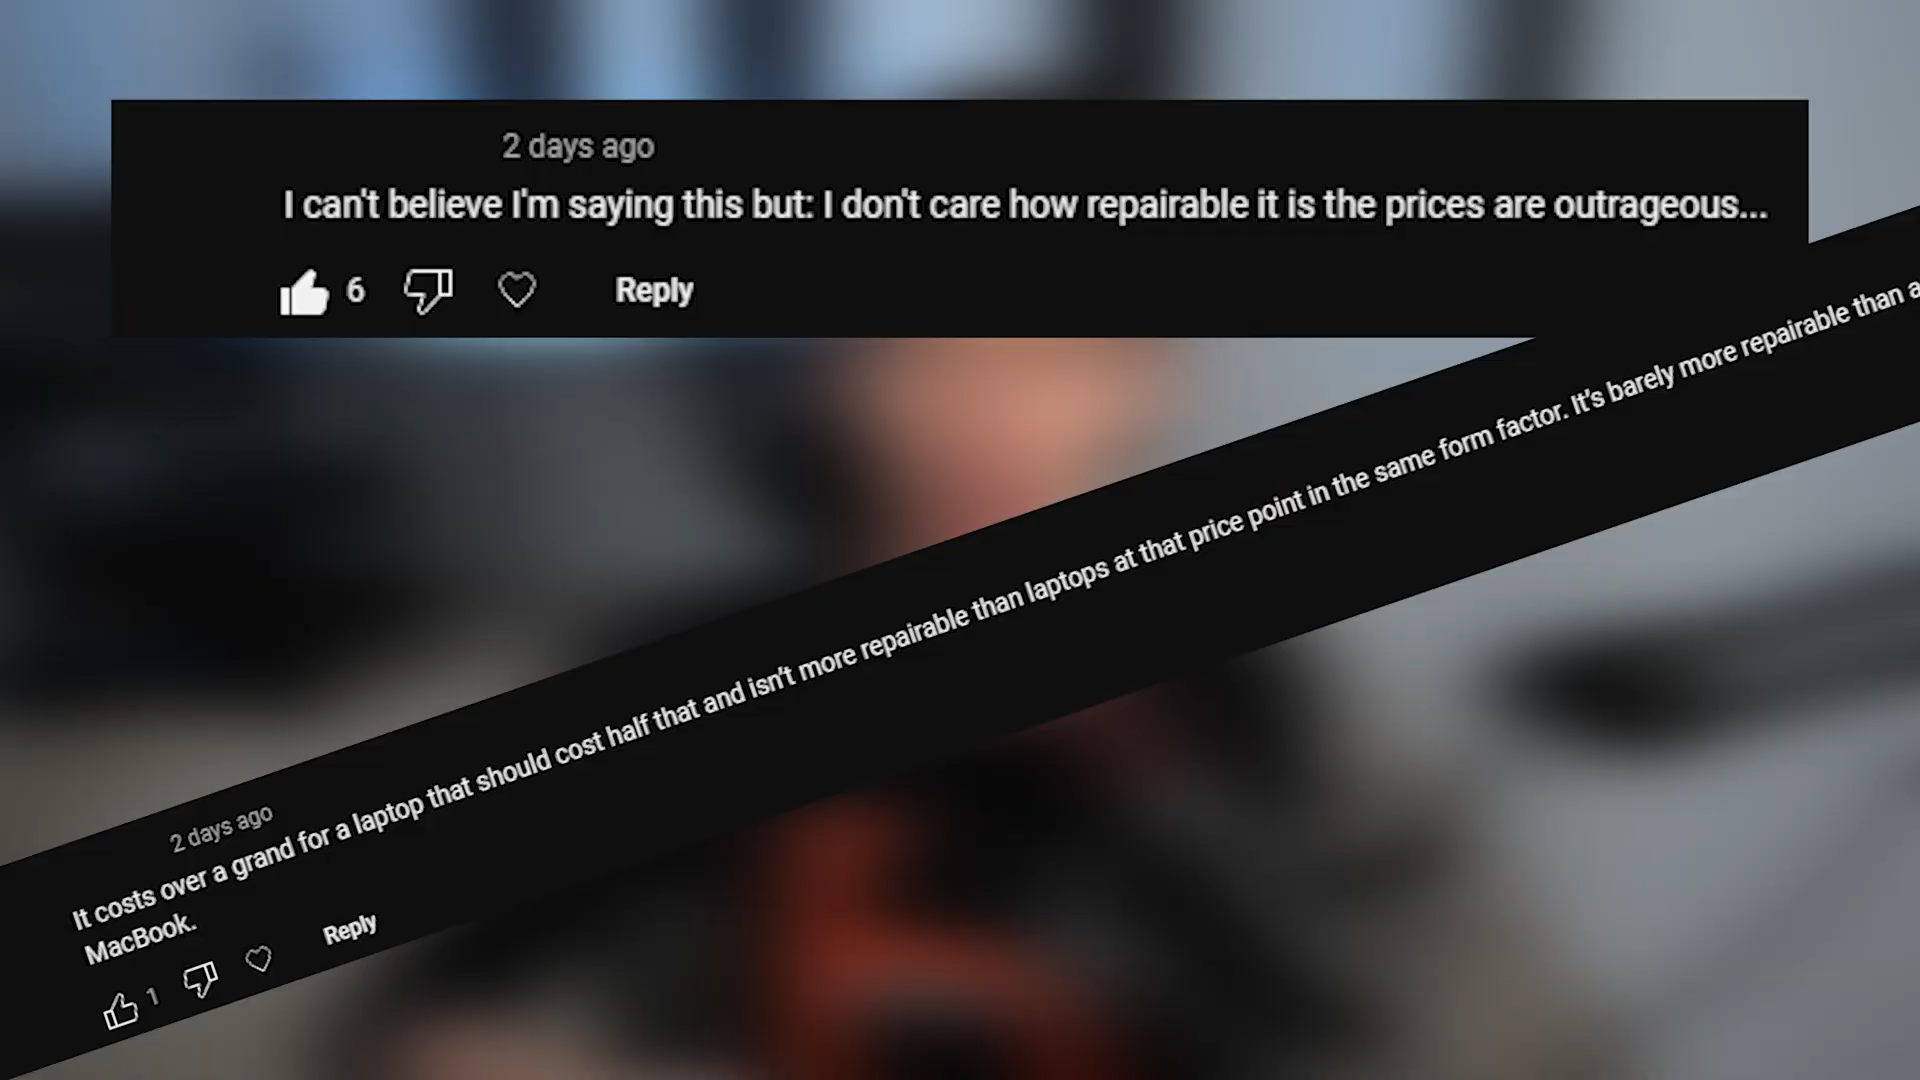 2 days ago
I can't believe I'm saying this but: I don't care how repairable it is the prices are outrageous...
6 Reply
2 days ago
It costs over a grand for a laptop that should cost half that and isn't more repairable than laptops at that price point in the same form factor. It's barely more repairable than a
MacBook.
1 Reply